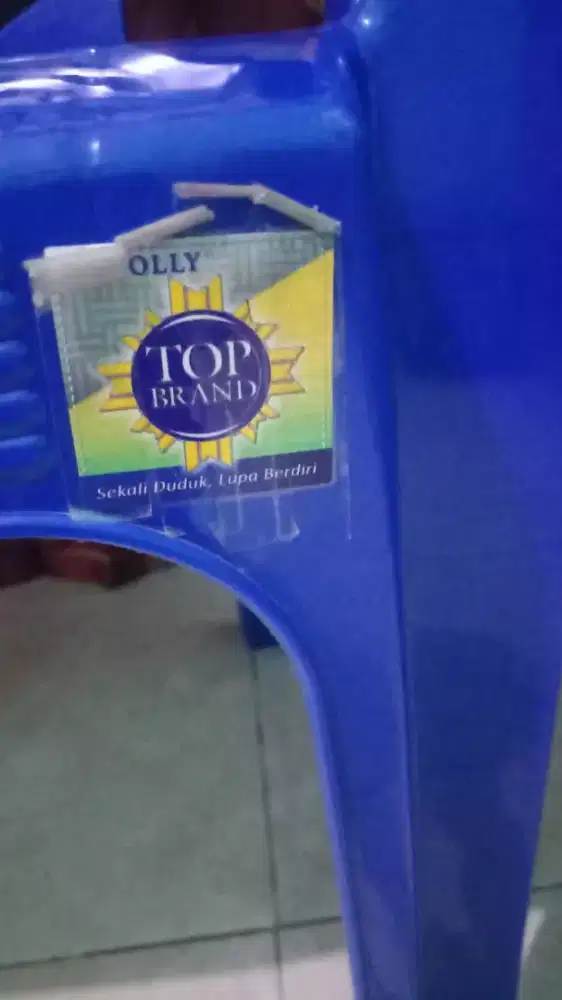 OLLY
TOP
BRAND
Sekali Duduk, Lupa Berdiri